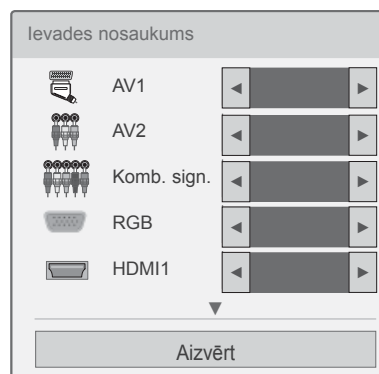 Ievades nosaukums
AV1
AV2
Komb. sign.
RGB
HDMI1
Aizvērt